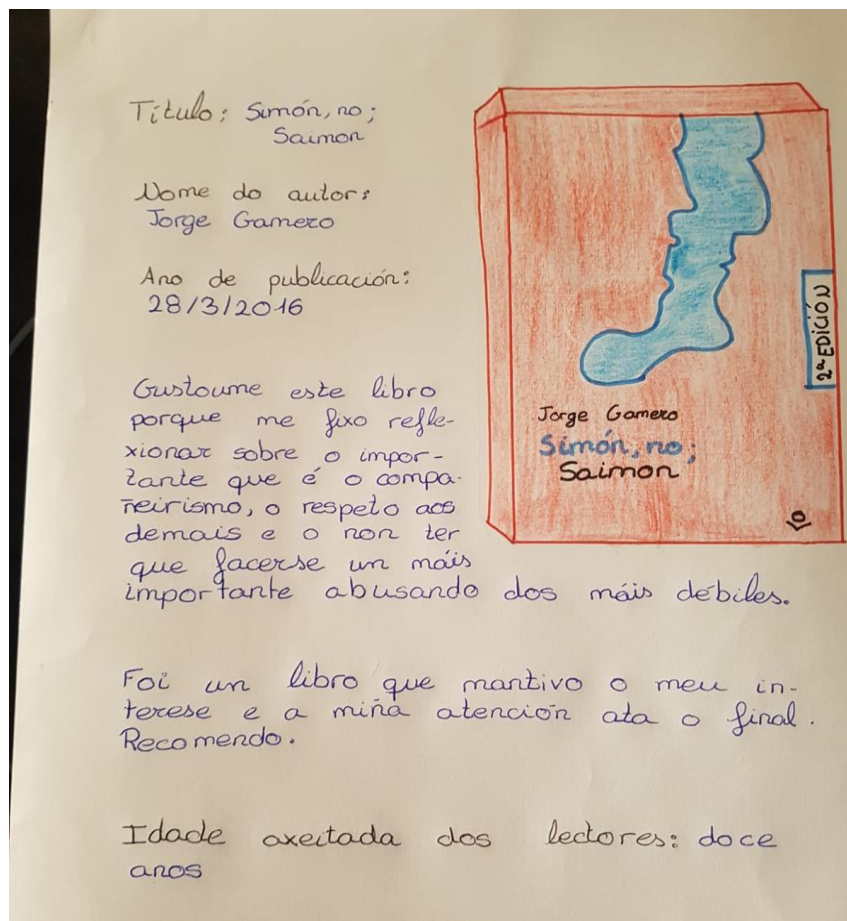 Título: Simón, no;
Saimon
Nome do autor:
Jorge Gamero
Ano de publicación:
28/3/2016
Gustoume este libro
porque me fixo refle-
xionar sobre o impor-
tante que é o compa-
ñeirismo, o respeto aos
demais e o non ter
que facerse un máis
importante abusando dos máis débiles.
Foi un libro que mantivo o meu in-
terese e a miña atención ata o final.
Recomendo.
Idade axeitada dos lectores: doce
anos
2ª EDICIÓN
Jorge Gamero
Simón, no;
Saimon